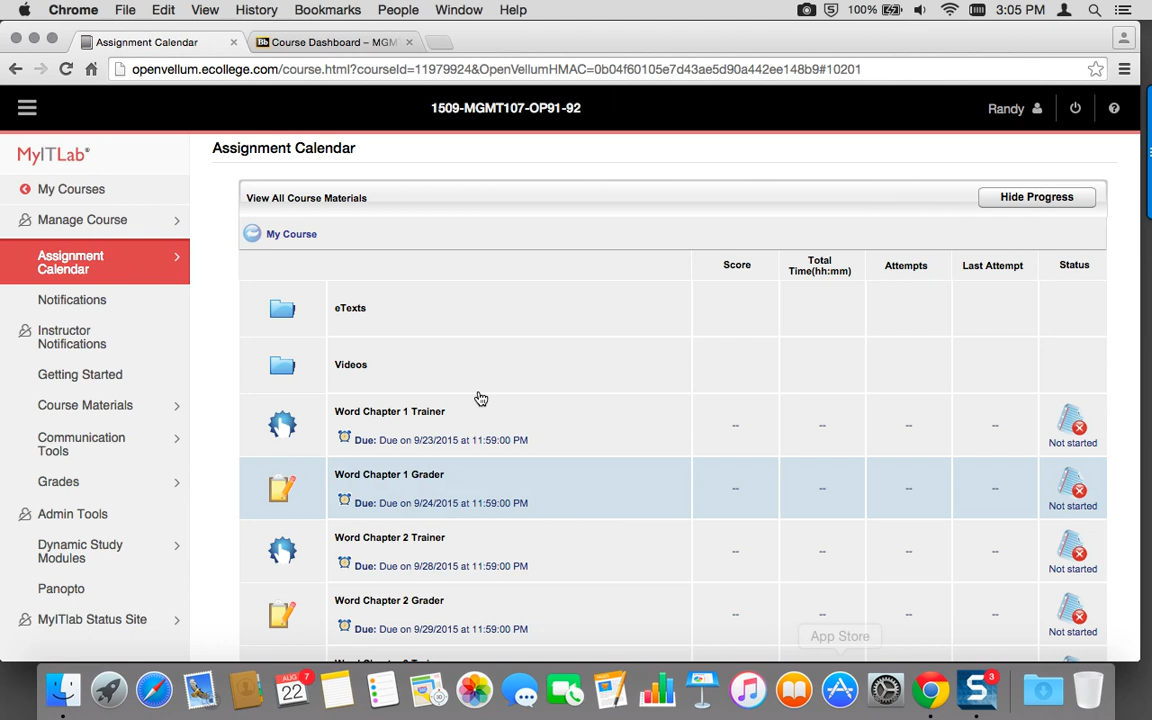 Chrome File Edit View History Bookmarks People Window Help 100% 3:05 PM
Assignment Calendar Course Dashboard – MGM
openvellum.ecollege.com/course.html?courseId=11979924&OpenVellumHMAC=0b04f60105e7d43ae5d90a442ee148b9#10201
1509-MGMT107-OP91-92 Randy
MyITLab®
My Courses
Manage Course
Assignment
Calendar
Notifications
Instructor
Notifications
Getting Started
Course Materials
Communication
Tools
Grades
Admin Tools
Dynamic Study
Modules
Panopto
MyITlab Status Site
Assignment Calendar
View All Course Materials Hide Progress
My Course
Score Total Time(hh:mm) Attempts Last Attempt Status
eTexts
Videos
Word Chapter 1 Trainer
Due: Due on 9/23/2015 at 11:59:00 PM -- -- -- -- Not started
Word Chapter 1 Grader
Due: Due on 9/24/2015 at 11:59:00 PM -- -- -- -- Not started
Word Chapter 2 Trainer
Due: Due on 9/28/2015 at 11:59:00 PM -- -- -- -- Not started
Word Chapter 2 Grader
Due: Due on 9/29/2015 at 11:59:00 PM -- -- -- -- Not started
App Store
AUG 22 7
S 3